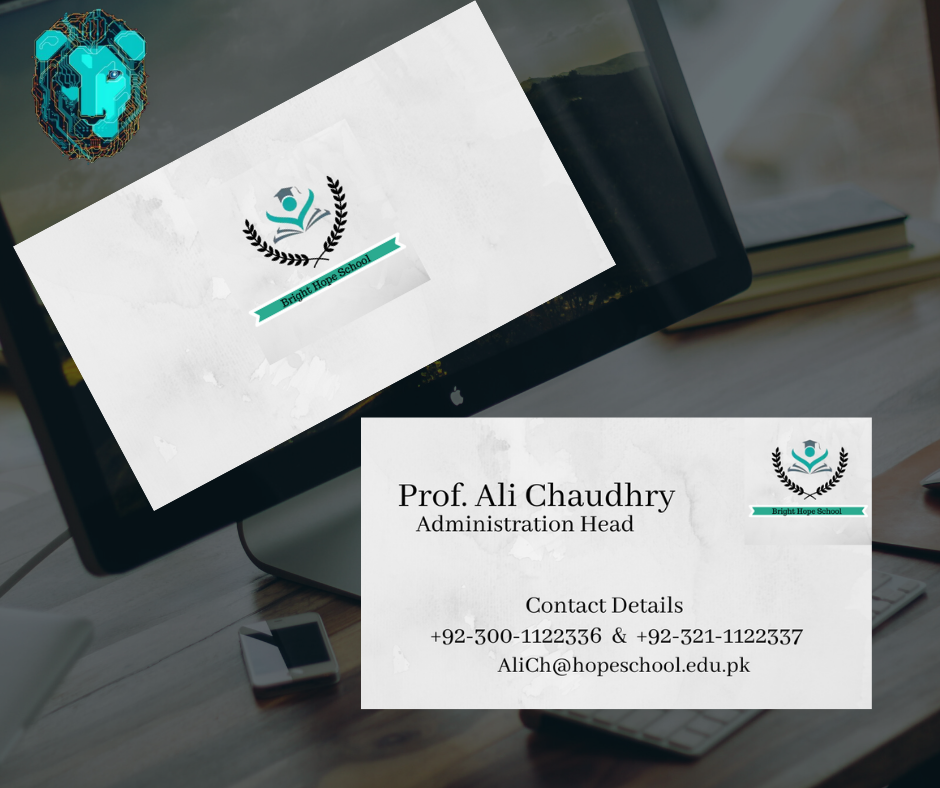 Bright Hope School
Prof. Ali Chaudhry
Administration Head
Bright Hope School
Contact Details
+92-300-1122336 & +92-321-1122337
AliCh@hopeschool.edu.pk